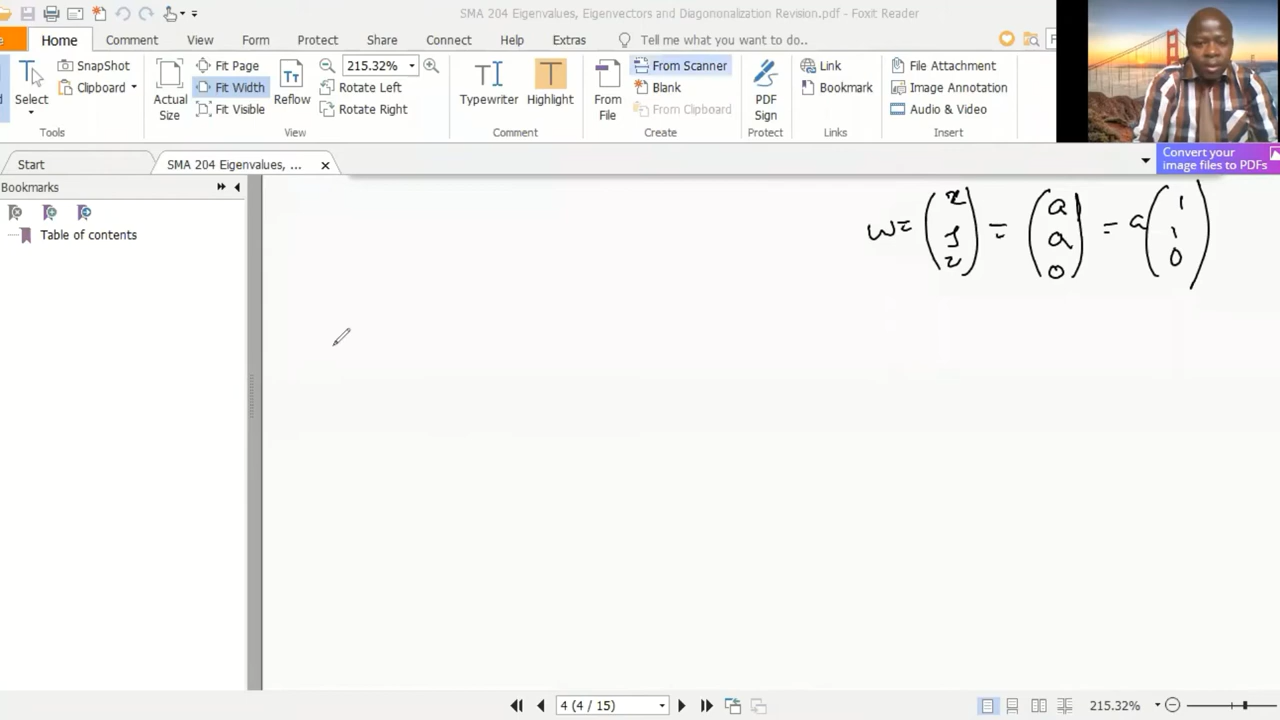 SMA 204 Eigenvalues, Eigenvectors and Diagononalization Revision.pdf - Foxit Reader
Home Comment View Form Protect Share Connect Help Extras Tell me what you want to do..
SnapShot Fit Page 215.32% From Scanner Link File Attachment
Select Clipboard Actual Size Fit Width Reflow Rotate Left Typewriter Highlight From File Blank PDF Sign Bookmark Image Annotation
Fit Visible Rotate Right From Clipboard Audio & Video
Tools View Comment Create Protect Links Insert
Start SMA 204 Eigenvalues, ... Convert your
image files to PDFs
Bookmarks
Table of contents
w = (x y z) = (a a 0) = a (1 1 0)
4 (4 / 15) 215.32%